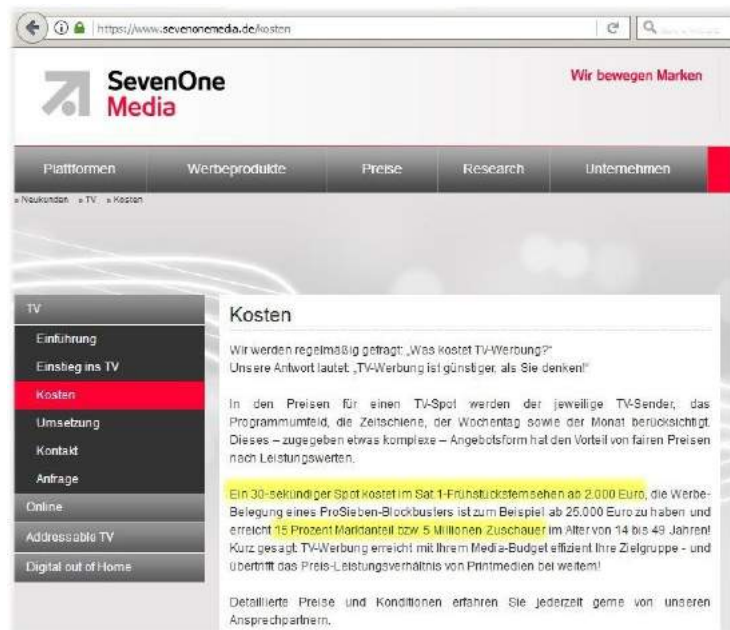 https://www.sevenonemedia.de/kosten
SevenOne
Media
Wir bewegen Marken
Plattformen Werbeprodukte Preise Research Unternehmen
» Neukunden » TV » Kosten
TV
Einführung
Einstieg ins TV
Kosten
Umsetzung
Kontakt
Anfrage
Online
Addressable TV
Digital out of Home
Kosten
Wir werden regelmäßig gefragt: „Was kostet TV-Werbung?"
Unsere Antwort lautet: „TV-Werbung ist günstiger, als Sie denken!"
In den Preisen für einen TV-Spot werden der jeweilige TV-Sender, das
Programmumfeld, die Zeitschiene, der Wochentag sowie der Monat berücksichtigt.
Dieses – zugegeben etwas komplexe – Angebotsform hat den Vorteil von fairen Preisen
nach Leistungswerten.
Ein 30-sekündiger Spot kostet im Sat.1-Frühstücksfernsehen ab 2.000 Euro, die Werbe-
Belegung eines ProSieben-Blockbusters ist zum Beispiel ab 25.000 Euro zu haben und
erreicht 15 Prozent Marktanteil bzw. 5 Millionen Zuschauer im Alter von 14 bis 49 Jahren!
Kurz gesagt: TV-Werbung erreicht mit Ihrem Media-Budget effizient Ihre Zielgruppe - und
übertrifft das Preis-Leistungsverhältnis von Printmedien bei weitem!
Detaillierte Preise und Konditionen erfahren Sie jederzeit gerne von unseren
Ansprechpartnern.